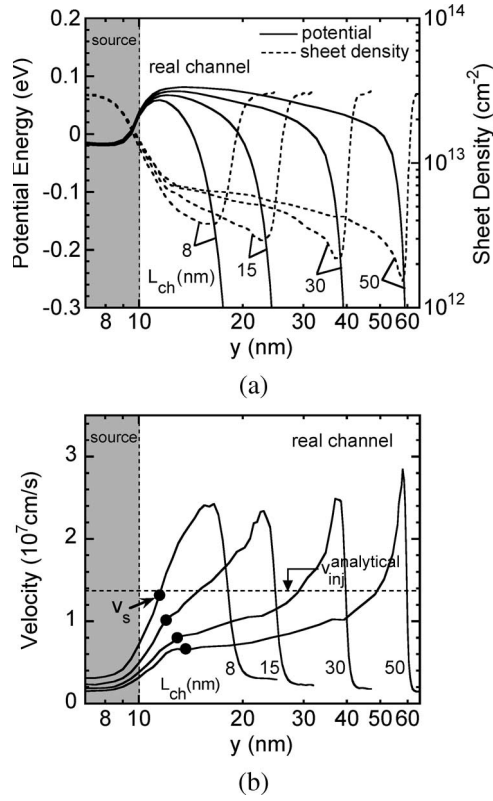 (a)
source
real channel
potential
sheet density
Potential Energy (eV)
0.2
0.1
0
-0.1
-0.2
-0.3
Sheet Density (cm-2)
10^14
10^13
10^12
8
15
30
50
L_ch(nm)
8 10 20 30 40 50 60
y (nm)
(a)
(b)
source
real channel
Velocity (10^7cm/s)
3
2
1
0
v_inj^analytical
v_s
L_ch(nm)
8
15
30
50
8 10 20 30 40 50 60
y (nm)
(b)